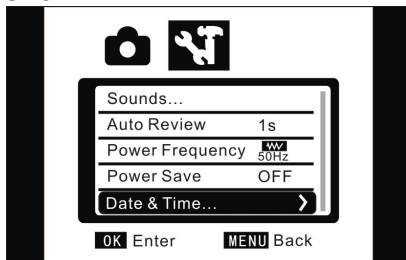 Sounds...
Auto Review 1s
Power Frequency 50Hz
Power Save OFF
Date & Time...
OK Enter MENU Back